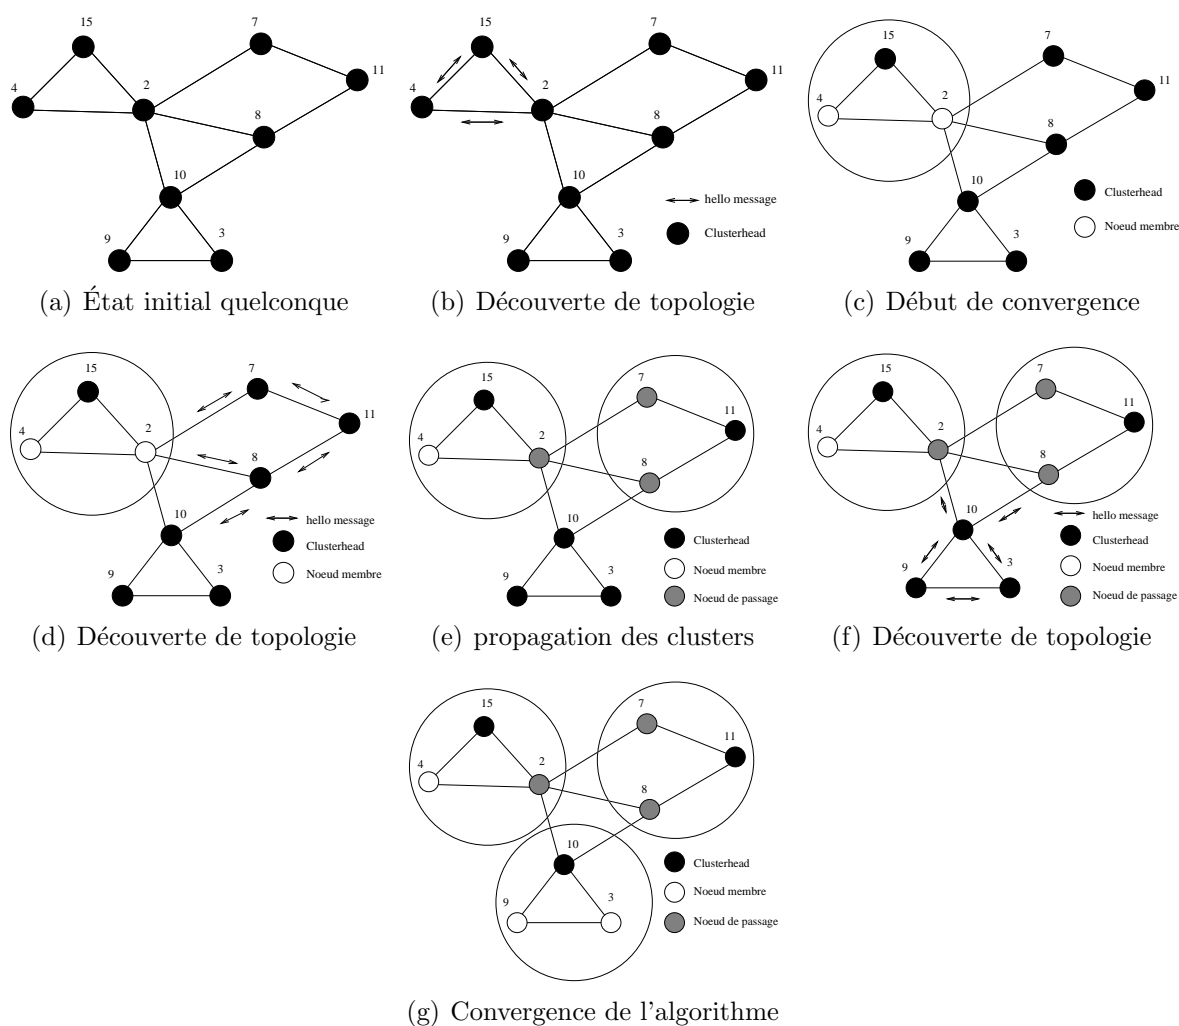 15
7
11
4
2
8
10
9
3
(a) État initial quelconque
15
7
11
4
2
8
10
9
3
hello message
Clusterhead
(b) Découverte de topologie
15
7
11
4
2
8
10
9
3
Clusterhead
Noeud membre
(c) Début de convergence
15
7
11
4
2
8
10
9
3
hello message
Clusterhead
Noeud membre
(d) Découverte de topologie
15
7
11
4
2
8
10
9
3
Clusterhead
Noeud membre
Noeud de passage
(e) propagation des clusters
15
7
11
4
2
8
10
9
3
hello message
Clusterhead
Noeud membre
Noeud de passage
(f) Découverte de topologie
15
7
11
4
2
8
10
9
3
Clusterhead
Noeud membre
Noeud de passage
(g) Convergence de l'algorithme